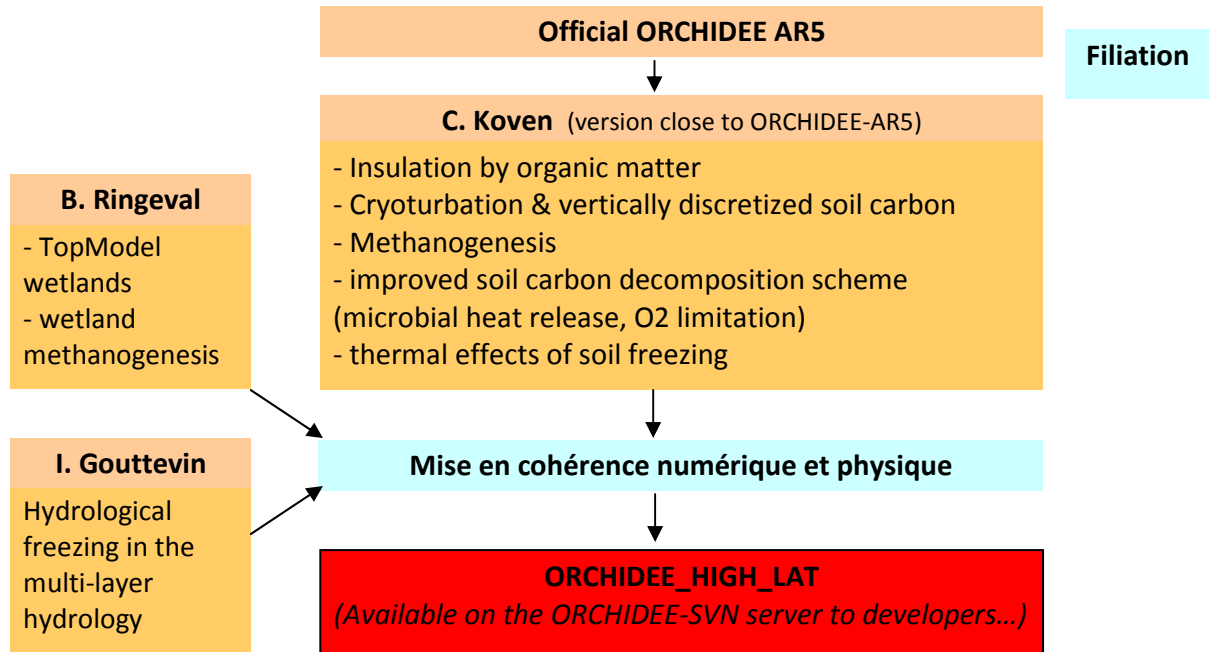 Official ORCHIDEE AR5
Filiation
C. Koven (version close to ORCHIDEE-AR5)
- Insulation by organic matter
- Cryoturbation & vertically discretized soil carbon
- Methanogenesis
- improved soil carbon decomposition scheme
(microbial heat release, O2 limitation)
- thermal effects of soil freezing
B. Ringeval
- TopModel
wetlands
- wetland
methanogenesis
I. Gouttevin
Hydrological
freezing in the
multi-layer
hydrology
Mise en cohérence numérique et physique
ORCHIDEE_HIGH_LAT
(Available on the ORCHIDEE-SVN server to developers...)